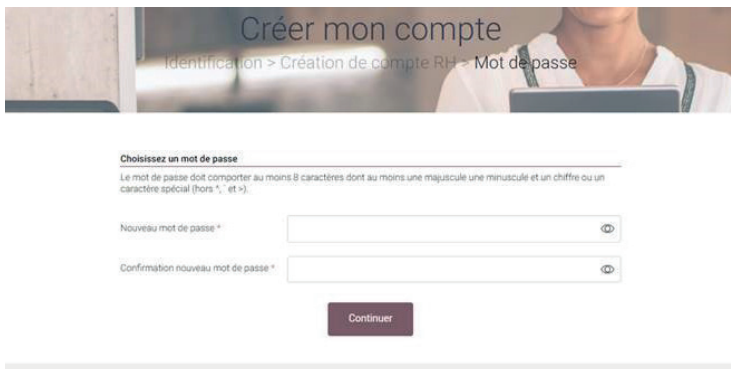 Créer mon compte
Identification > Création de compte RH > Mot de passe
Choisissez un mot de passe
Le mot de passe doit comporter au moins 8 caractères dont au moins une majuscule une minuscule et un chiffre ou un
caractère spécial (hors ^, ` et >).
Nouveau mot de passe *
Confirmation nouveau mot de passe *
Continuer